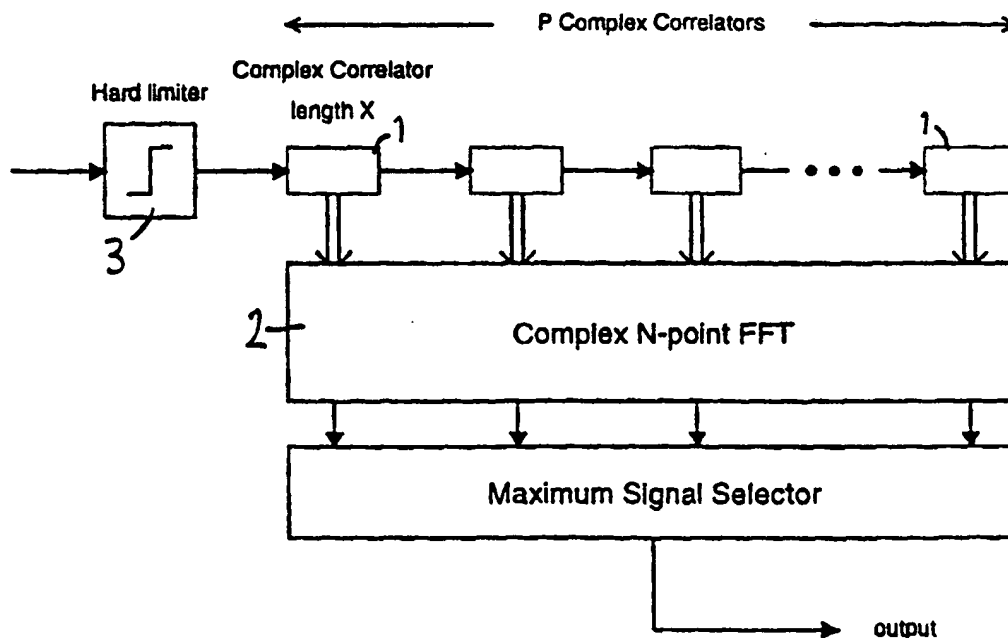 P Complex Correlators
Complex Correlator
length X
Hard limiter
1
1
3
2
Complex N-point FFT
Maximum Signal Selector
output